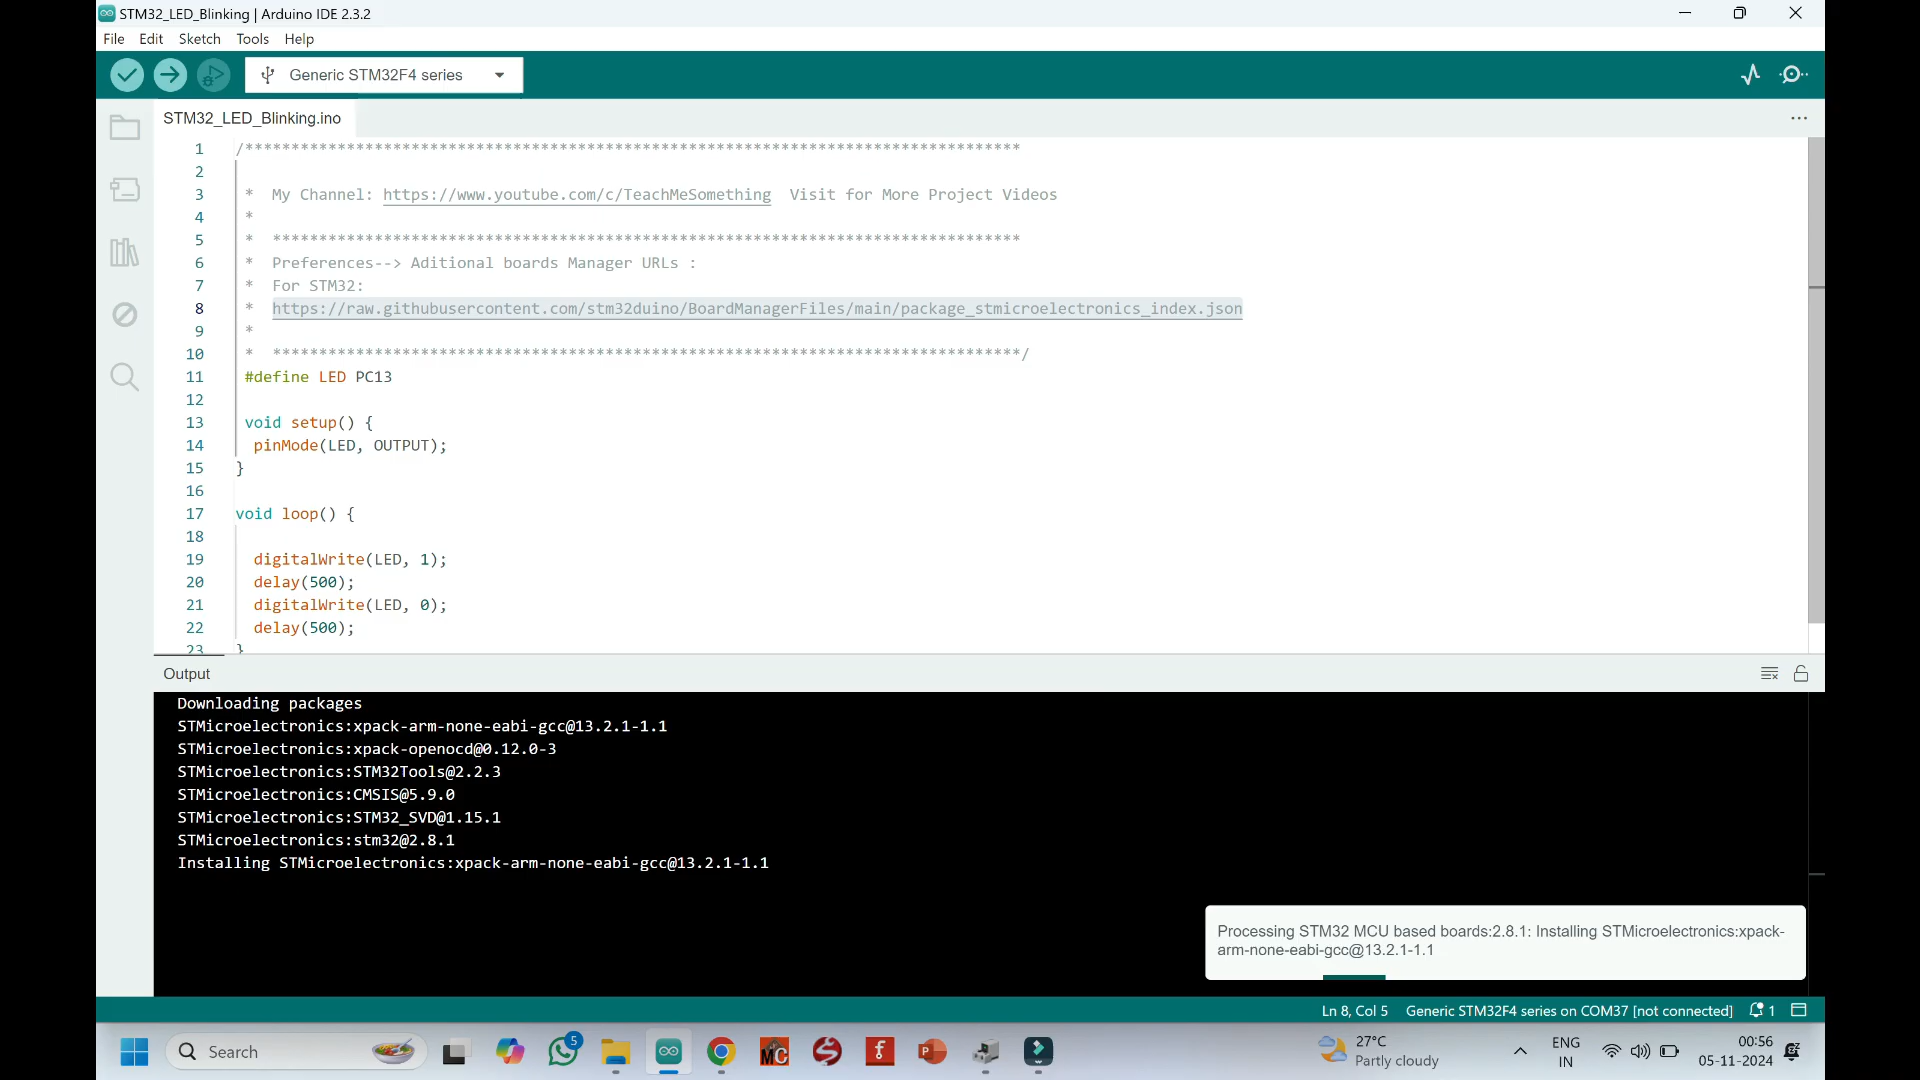 STM32_LED_Blinking | Arduino IDE 2.3.2
File Edit Sketch Tools Help
Generic STM32F4 series
STM32_LED_Blinking.ino
1 /************************************************************************************
2
3 * My Channel: https://www.youtube.com/c/TeachMeSomething Visit for More Project Videos
4 *
5 * *********************************************************************************
6 * Preferences--> Aditional boards Manager URLs :
7 * For STM32:
8 * https://raw.githubusercontent.com/stm32duino/BoardManagerFiles/main/package_stmicroelectronics_index.json
9 *
10 * *********************************************************************************/
11 #define LED PC13
12
13 void setup() {
14 pinMode(LED, OUTPUT);
15 }
16
17 void loop() {
18
19 digitalWrite(LED, 1);
20 delay(500);
21 digitalWrite(LED, 0);
22 delay(500);
23 }
Output
Downloading packages
STMicroelectronics:xpack-arm-none-eabi-gcc@13.2.1-1.1
STMicroelectronics:xpack-openocd@0.12.0-3
STMicroelectronics:STM32Tools@2.2.3
STMicroelectronics:CMSIS@5.9.0
STMicroelectronics:STM32_SVD@1.15.1
STMicroelectronics:stm32@2.8.1
Installing STMicroelectronics:xpack-arm-none-eabi-gcc@13.2.1-1.1
Processing STM32 MCU based boards:2.8.1: Installing STMicroelectronics:xpack-
arm-none-eabi-gcc@13.2.1-1.1
Ln 8, Col 5 Generic STM32F4 series on COM37 [not connected] 1
Search
5
MC
f
P
27°C
Partly cloudy
ENG
IN
00:56
05-11-2024